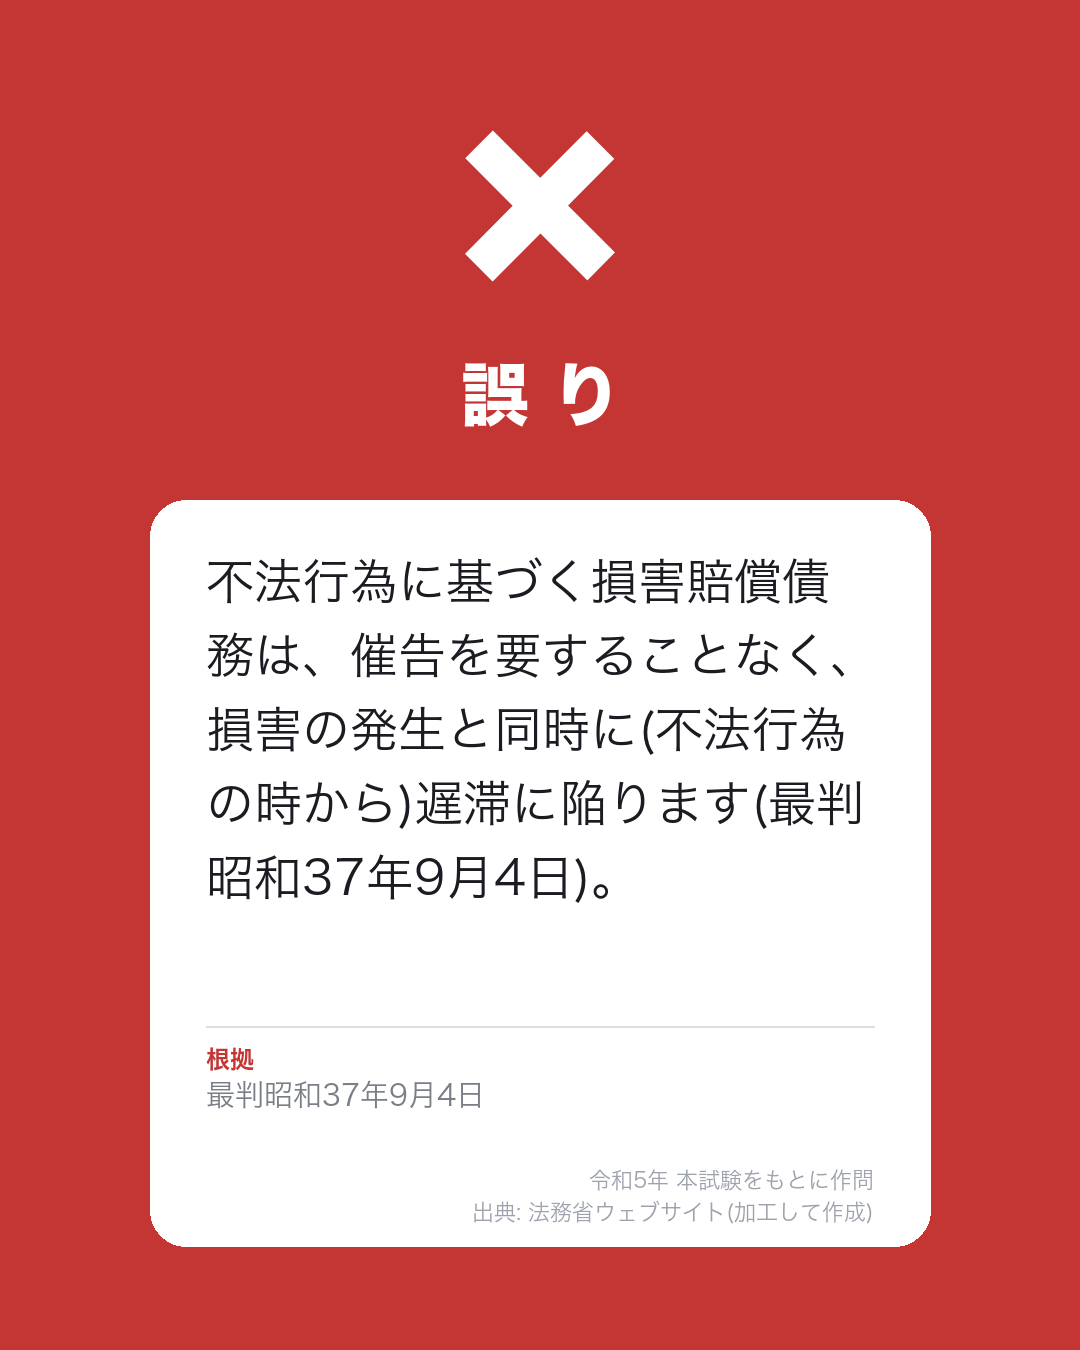 誤り
不法行為に基づく損害賠償債
務は、催告を要することなく、
損害の発生と同時に(不法行為
の時から)遅滞に陥ります(最判
昭和37年9月4日)。
根拠
最判昭和37年9月4日
令和5年 本試験をもとに作問
出典: 法務省ウェブサイト(加工して作成)